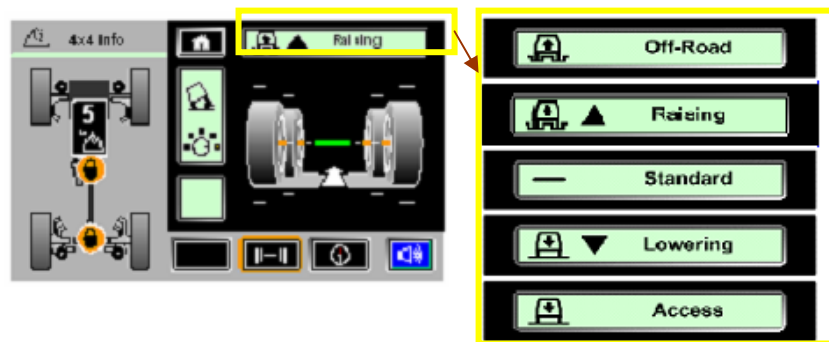 4x4 Info
Raising
5
Off-Road
Raising
Standard
Lowering
Access